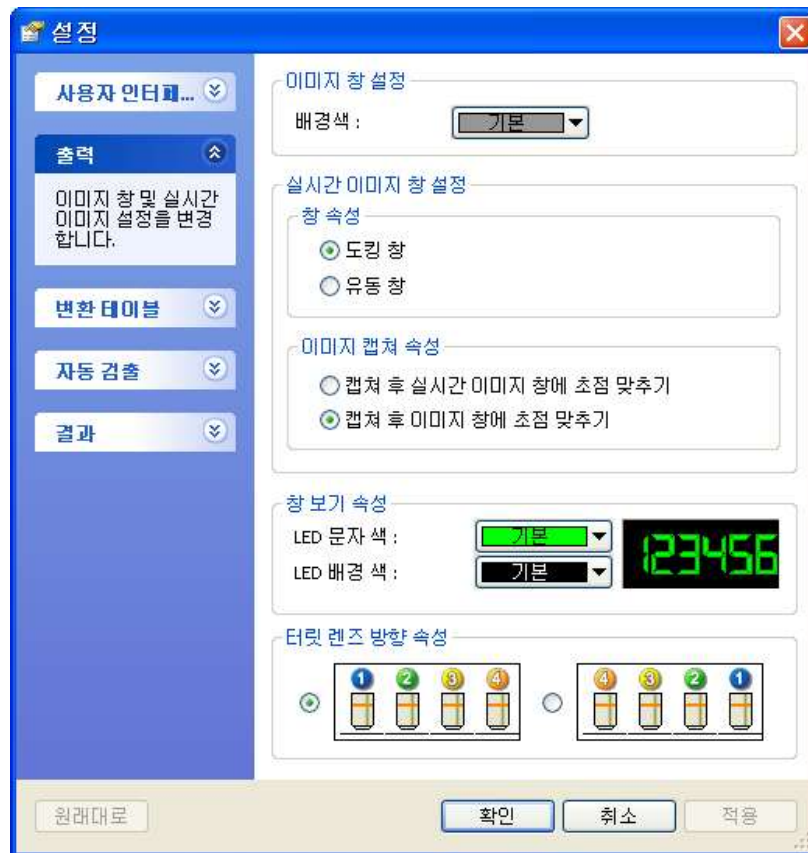 설정
사용자 인터페...
출력
이미지 창 및 실시간
이미지 설정을 변경
합니다.
변환 테이블
자동 검출
결과
이미지 창 설정
배경색 :
기본
실시간 이미지 창 설정
창 속성
도킹 창
유동 창
이미지 캡쳐 속성
캡쳐 후 실시간 이미지 창에 초점 맞추기
캡쳐 후 이미지 창에 초점 맞추기
창 보기 속성
LED 문자 색 :
기본
LED 배경 색 :
기본
123456
터릿 렌즈 방향 속성
1 2 3 4
4 3 2 1
원래대로
확인
취소
적용